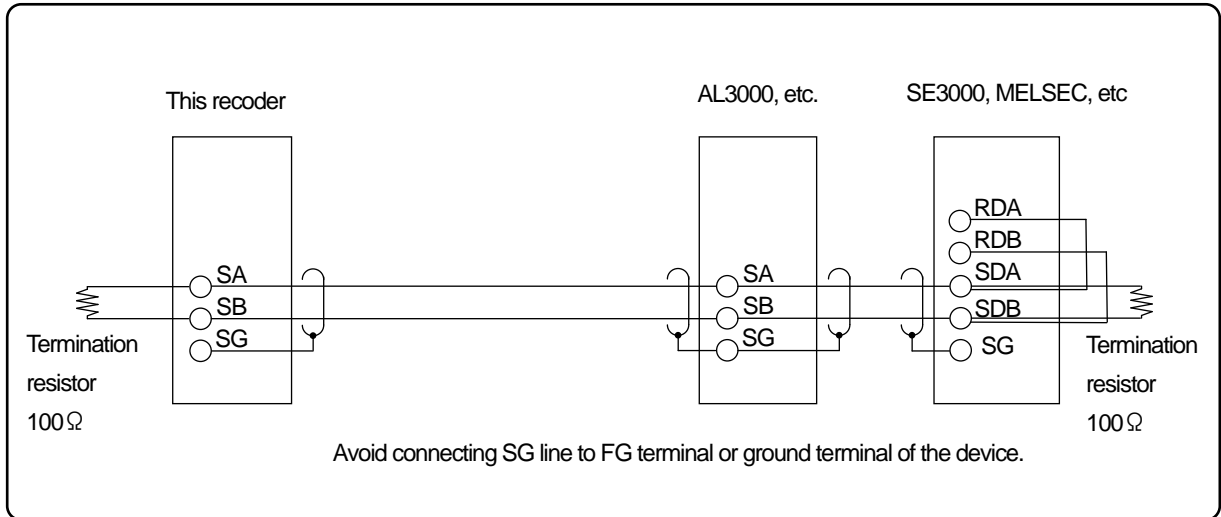 This recoder
AL3000, etc.
SE3000, MELSEC, etc
RDA
RDB
SA
SA
SDA
SB
SB
SDB
SG
SG
SG
Termination
resistor
100Ω
Termination
resistor
100Ω
Avoid connecting SG line to FG terminal or ground terminal of the device.